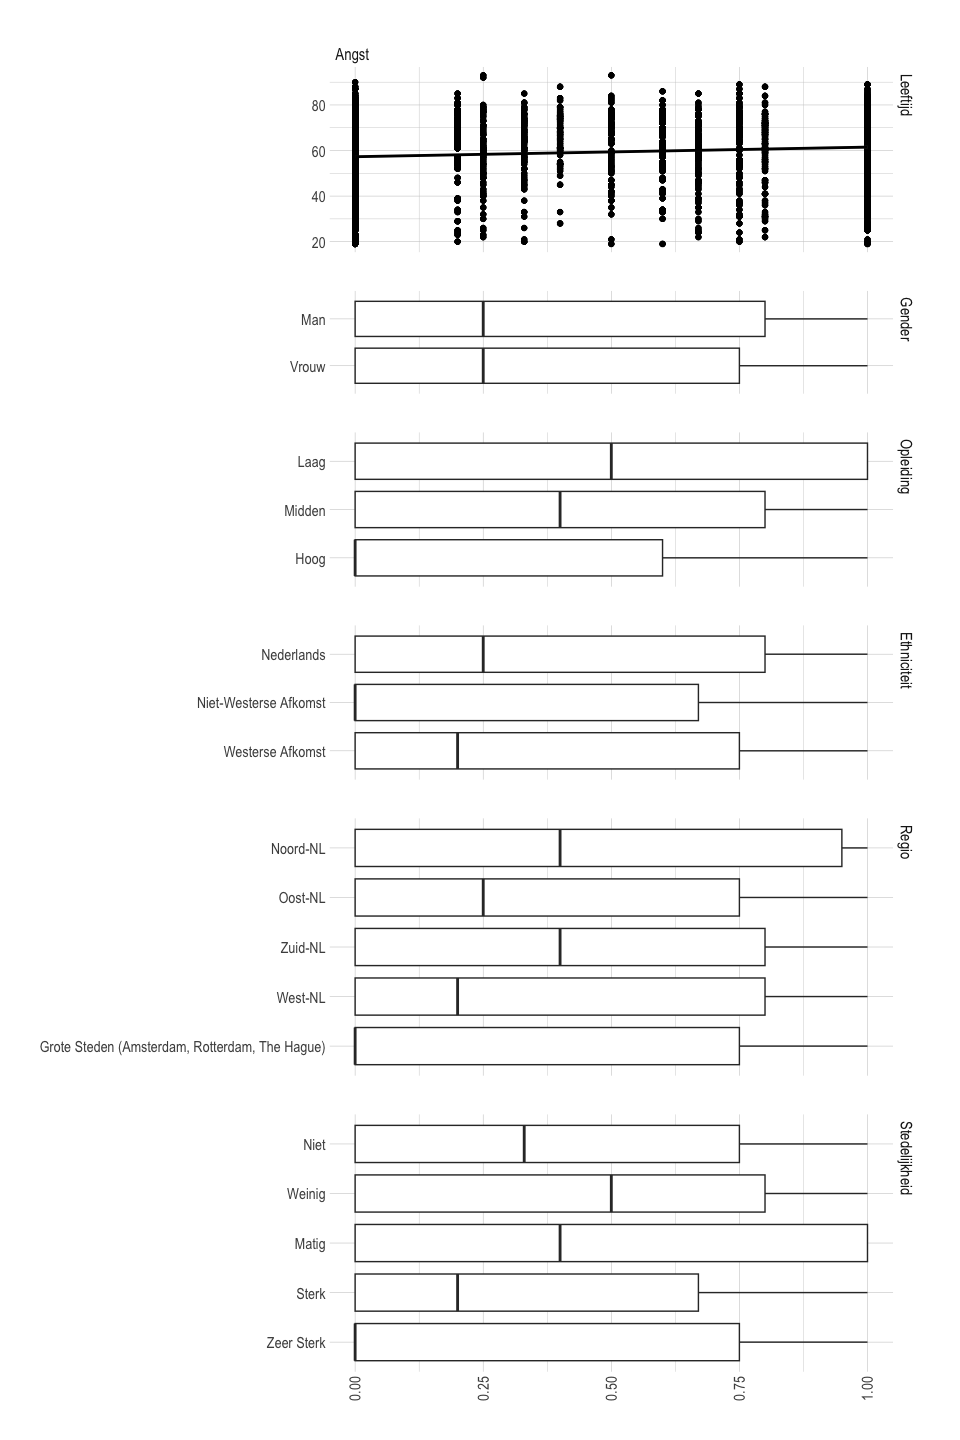 Angst
Leeftijd
80
60
40
20
Gender
Man
Vrouw
Opleiding
Laag
Midden
Hoog
Ethniciteit
Nederlands
Niet-Westerse Afkomst
Westerse Afkomst
Regio
Noord-NL
Oost-NL
Zuid-NL
West-NL
Grote Steden (Amsterdam, Rotterdam, The Hague)
Stedelijkheid
Niet
Weinig
Matig
Sterk
Zeer Sterk
0.00
0.25
0.50
0.75
1.00